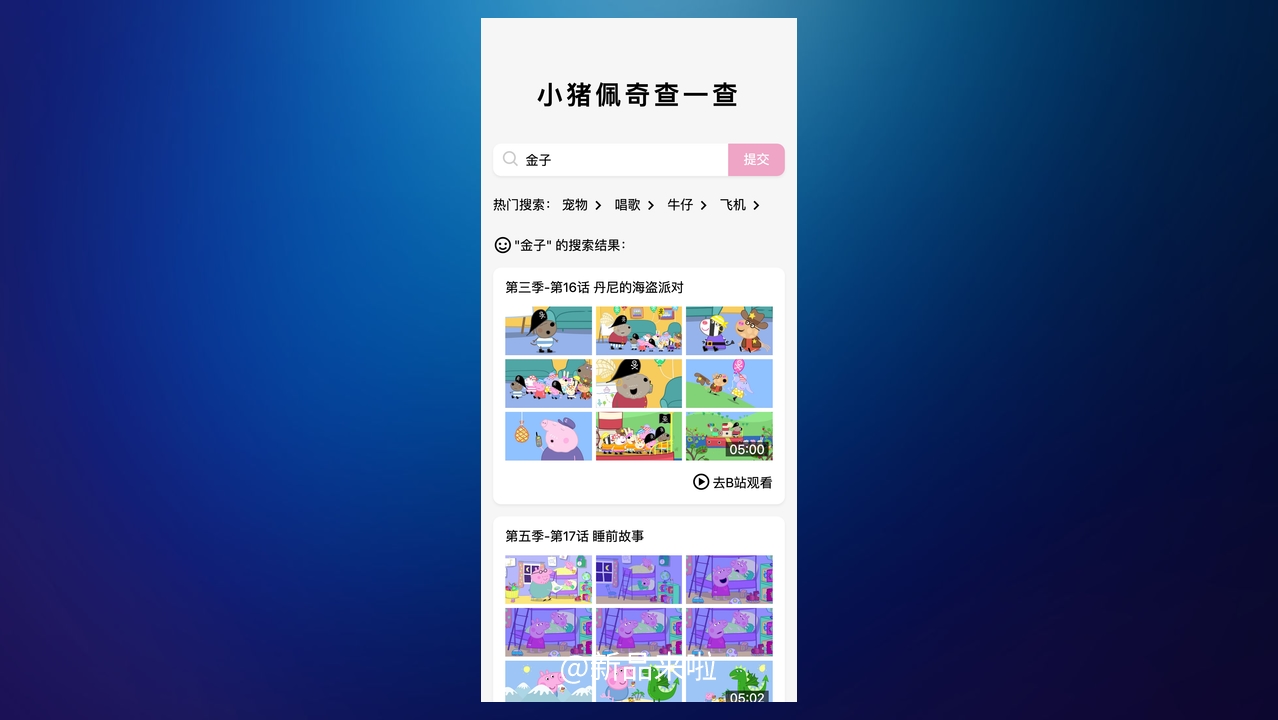 小猪佩奇查一查
金子
提交
热门搜索： 宠物 唱歌 牛仔 飞机
"金子" 的搜索结果：
第三季-第16话 丹尼的海盗派对
05:00
去B站观看
第五季-第17话 睡前故事
@新品来啦
05:02